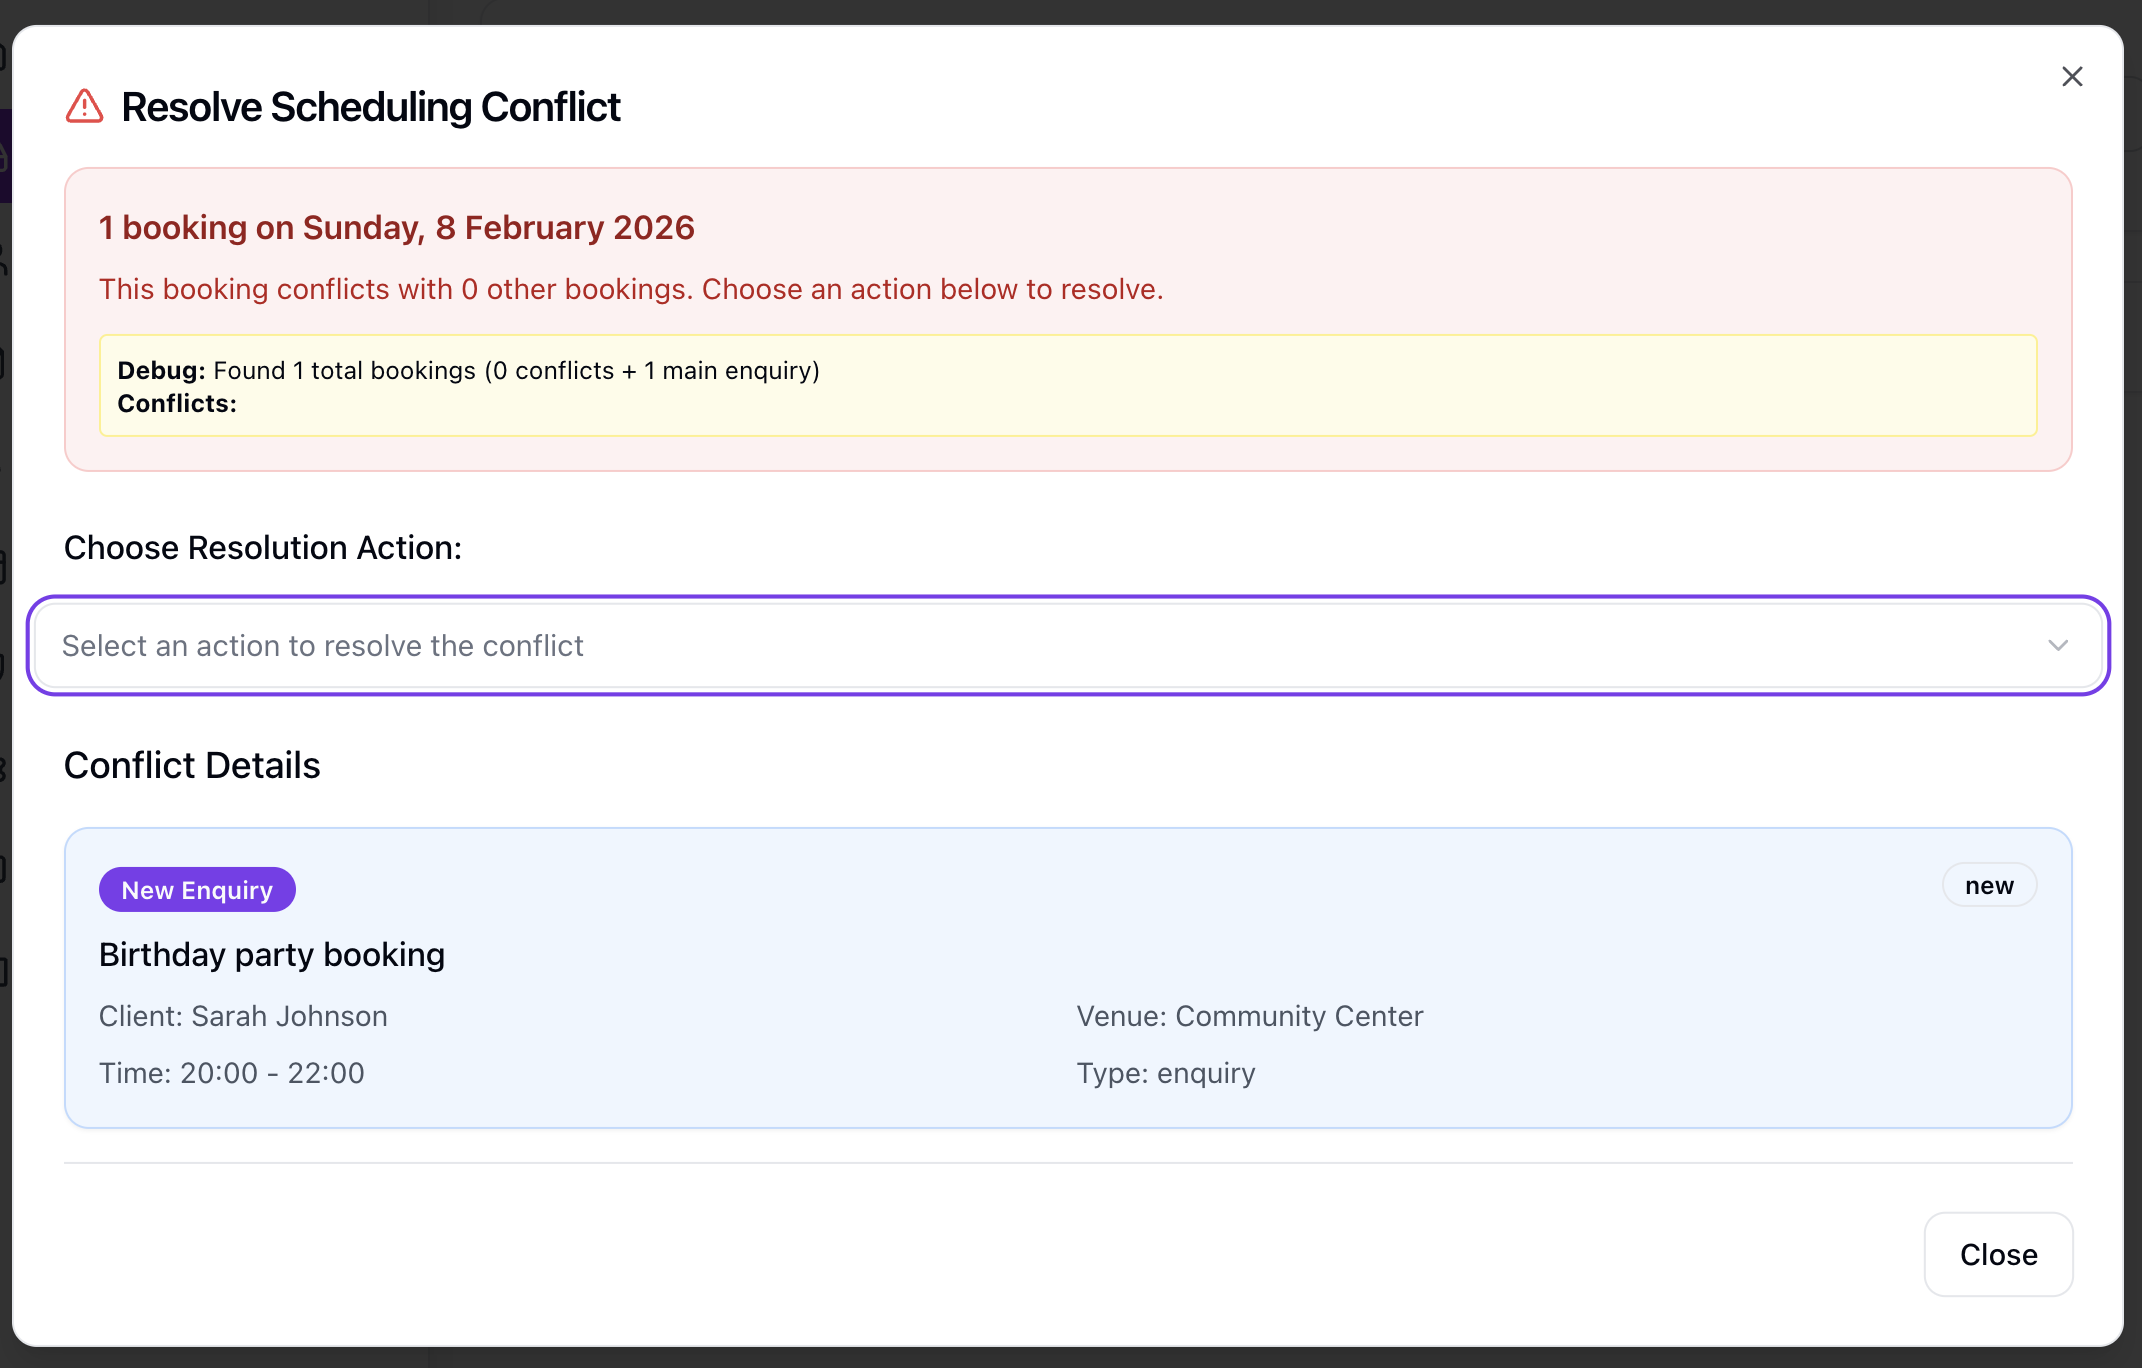 Resolve Scheduling Conflict
1 booking on Sunday, 8 February 2026
This booking conflicts with 0 other bookings. Choose an action below to resolve.
Debug: Found 1 total bookings (0 conflicts + 1 main enquiry)
Conflicts:
Choose Resolution Action:
Select an action to resolve the conflict
Conflict Details
New Enquiry
new
Birthday party booking
Client: Sarah Johnson
Venue: Community Center
Time: 20:00 - 22:00
Type: enquiry
Close